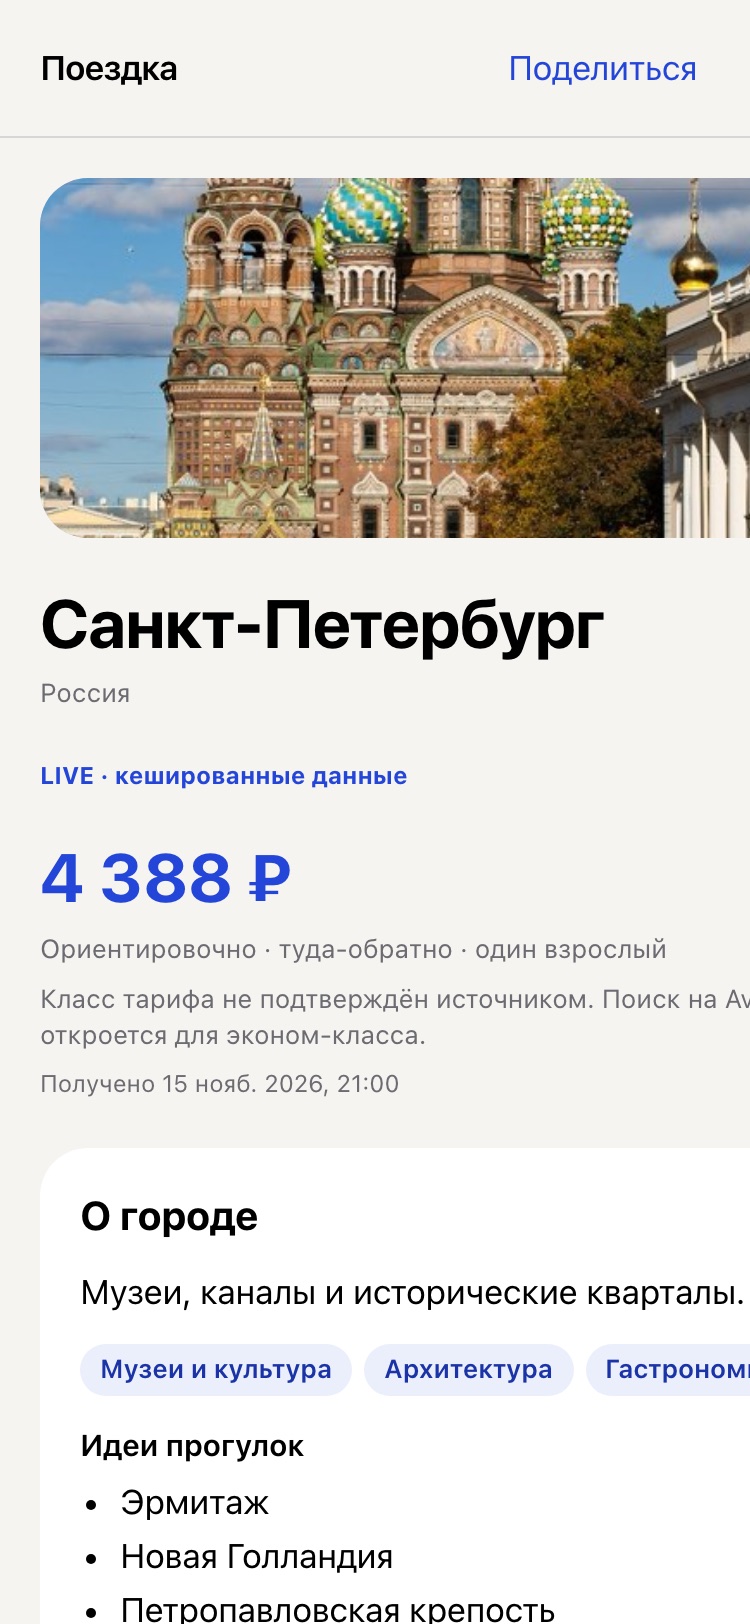 Поездка
Поделиться
Санкт-Петербург
Россия
LIVE · кешированные данные
4 388 ₽
Ориентировочно · туда-обратно · один взрослый
Класс тарифа не подтверждён источником. Поиск на
откроется для эконом-класса.
Получено 15 нояб. 2026, 21:00
О городе
Музеи, каналы и исторические кварталы.
Музеи и культура
Архитектура
Идеи прогулок
• Эрмитаж
• Новая Голландия
• Петропавловская крепость